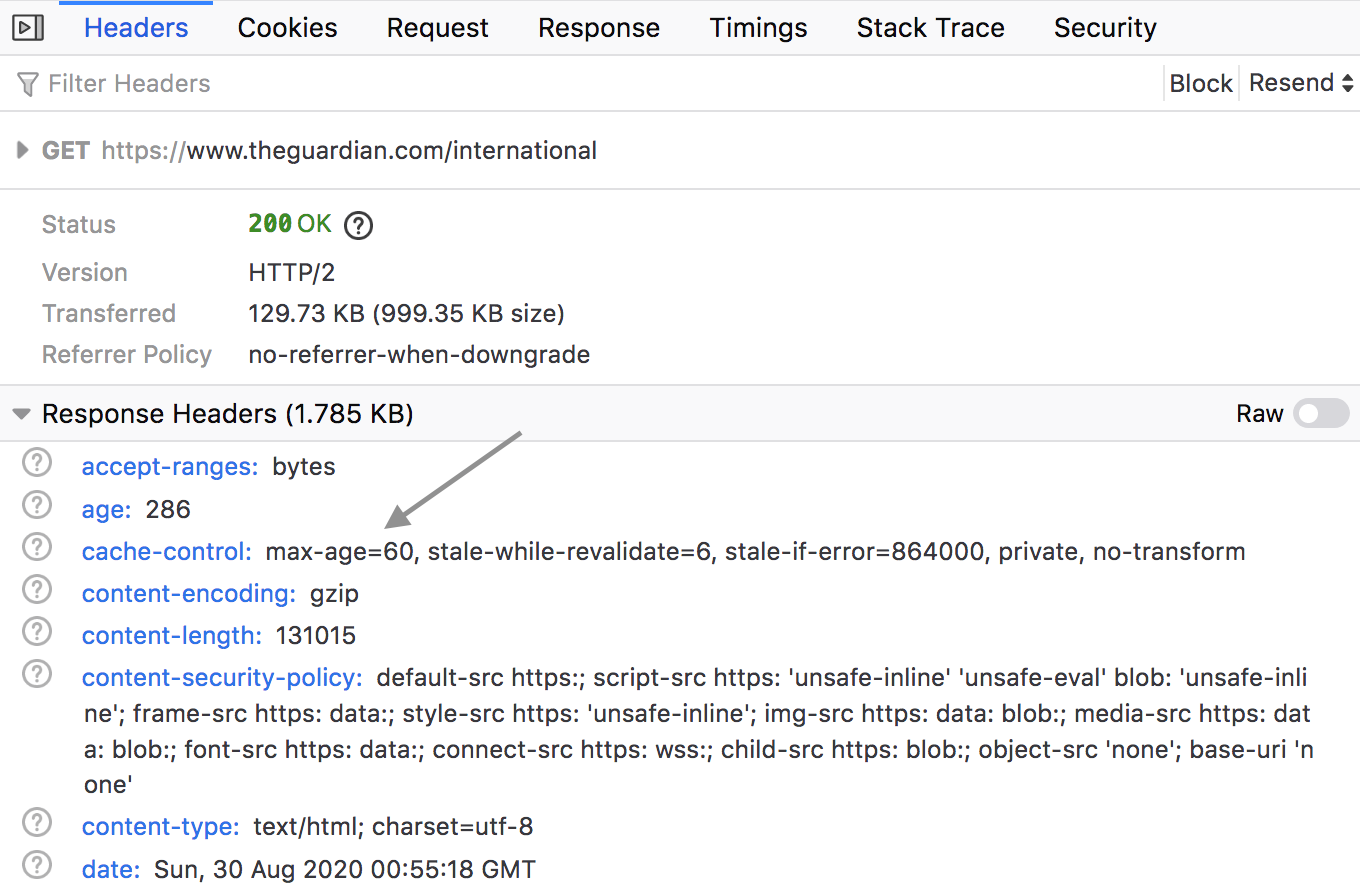 Headers Cookies Request Response Timings Stack Trace Security
Filter Headers Block Resend
GET https://www.theguardian.com/international
Status 200 OK ?
Version HTTP/2
Transferred 129.73 KB (999.35 KB size)
Referrer Policy no-referrer-when-downgrade
Response Headers (1.785 KB) Raw
? accept-ranges: bytes
? age: 286
? cache-control: max-age=60, stale-while-revalidate=6, stale-if-error=864000, private, no-transform
? content-encoding: gzip
? content-length: 131015
? content-security-policy: default-src https:; script-src https: 'unsafe-inline' 'unsafe-eval' blob: 'unsafe-inli
ne'; frame-src https: data:; style-src https: 'unsafe-inline'; img-src https: data: blob:; media-src https: dat
a: blob:; font-src https: data:; connect-src https: wss:; child-src https: blob:; object-src 'none'; base-uri 'n
one'
? content-type: text/html; charset=utf-8
? date: Sun, 30 Aug 2020 00:55:18 GMT